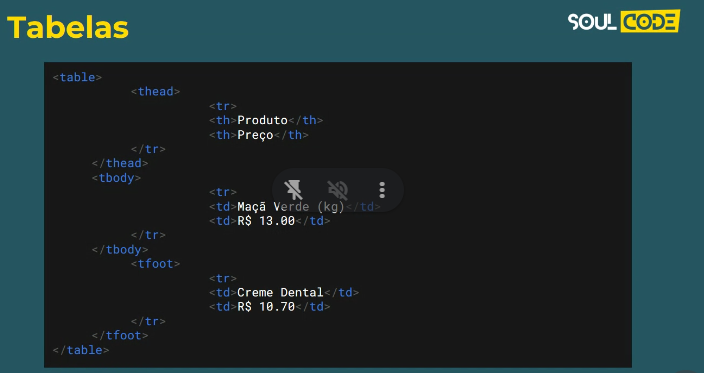 Tabelas
SOUL CODE
<table>
<thead>
<tr>
<th>Produto</th>
<th>Preço</th>
</tr>
</thead>
<tbody>
<tr>
<td>Maçã Verde (kg)</td>
<td>R$ 13.00</td>
</tr>
</tbody>
<tfoot>
<tr>
<td>Creme Dental</td>
<td>R$ 10.70</td>
</tr>
</tfoot>
</table>